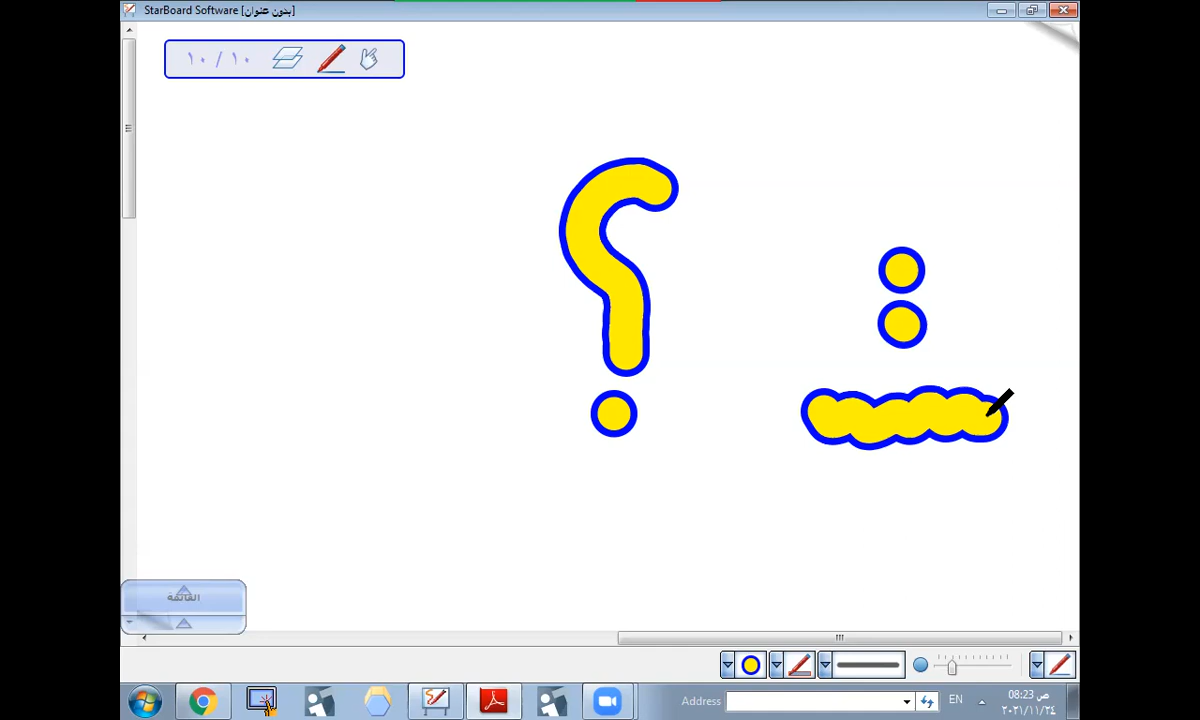 StarBoard Software [بدون عنوان]
١٠ / ١٠
؟
:
القائمة
Address
EN
08:23 ص
٢٠٢١/١١/٢٤